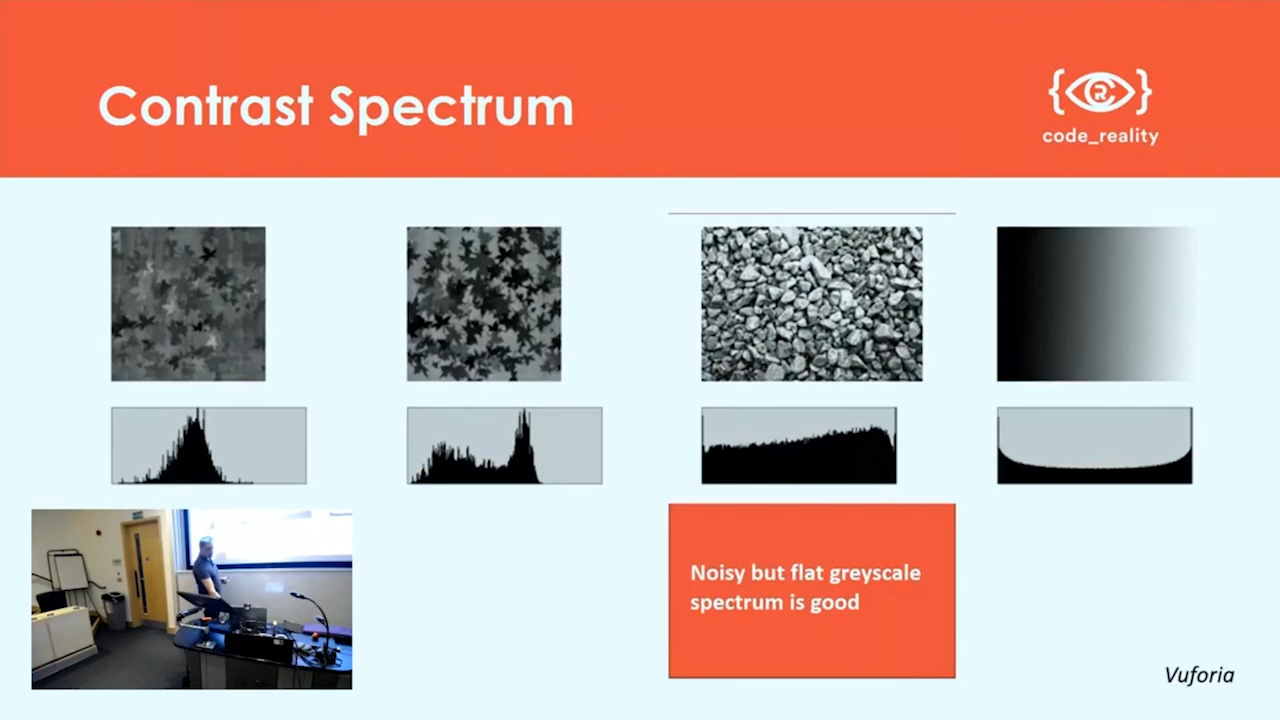 Contrast Spectrum
{R}
code_reality
Noisy but flat greyscale
spectrum is good
Vuforia